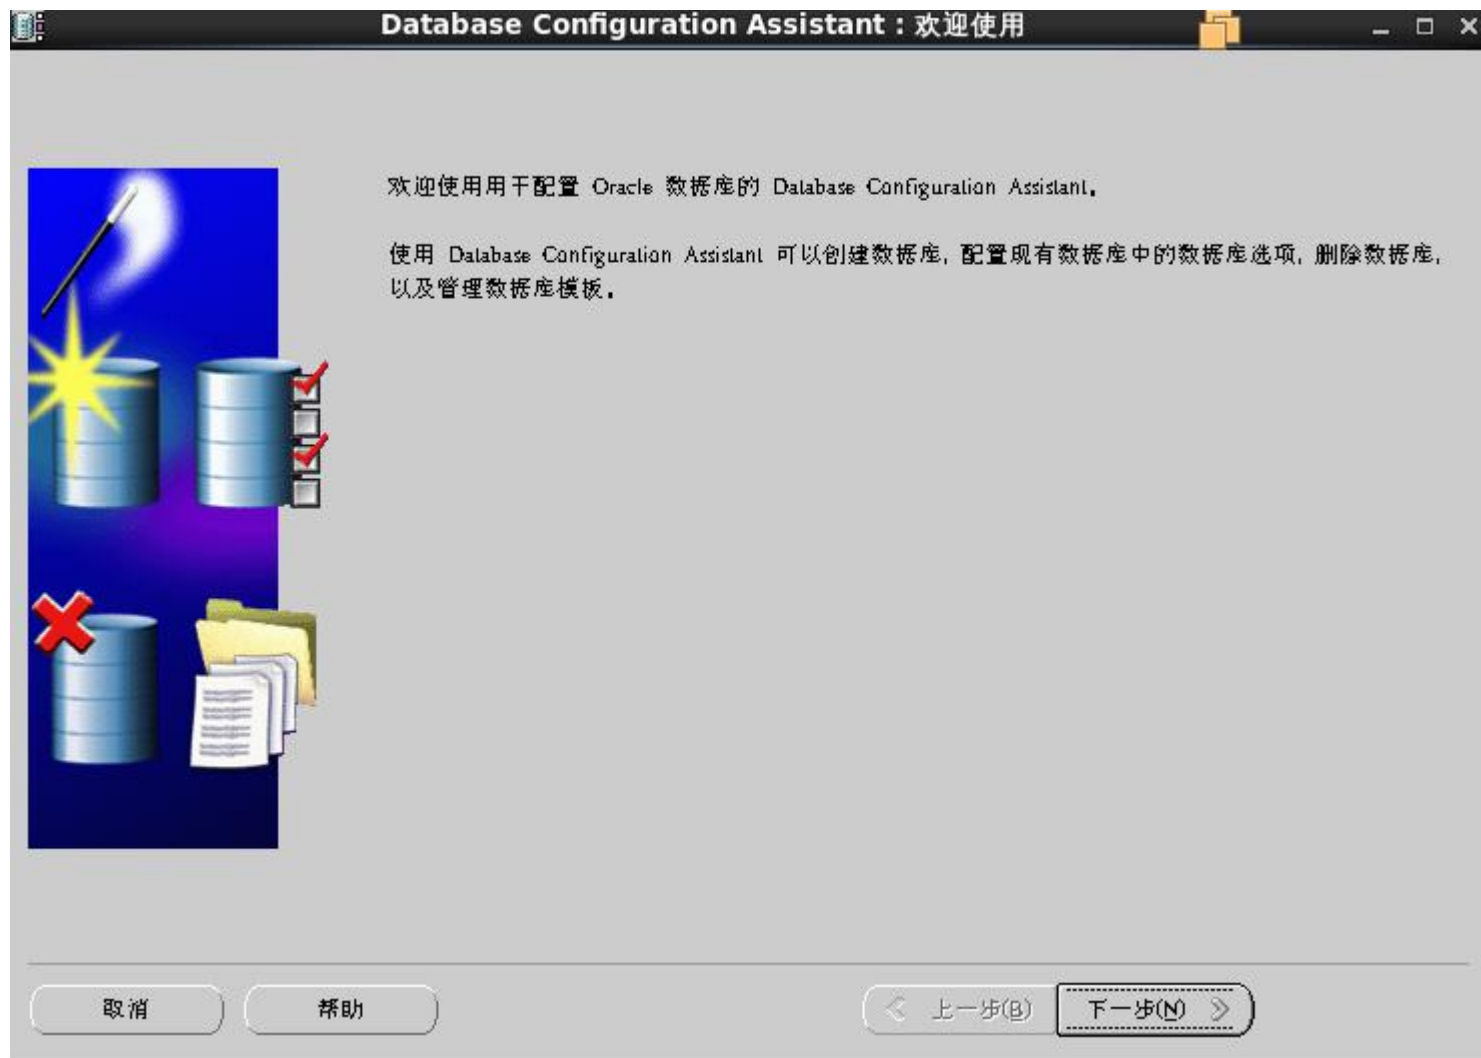 Database Configuration Assistant : 欢迎使用
欢迎使用用于配置 Oracle 数据库的 Database Configuration Assistant。
使用 Database Configuration Assistant 可以创建数据库, 配置现有数据库中的数据库选项, 删除数据库,
以及管理数据库模板。
取消
帮助
上一步(B)
下一步(N)